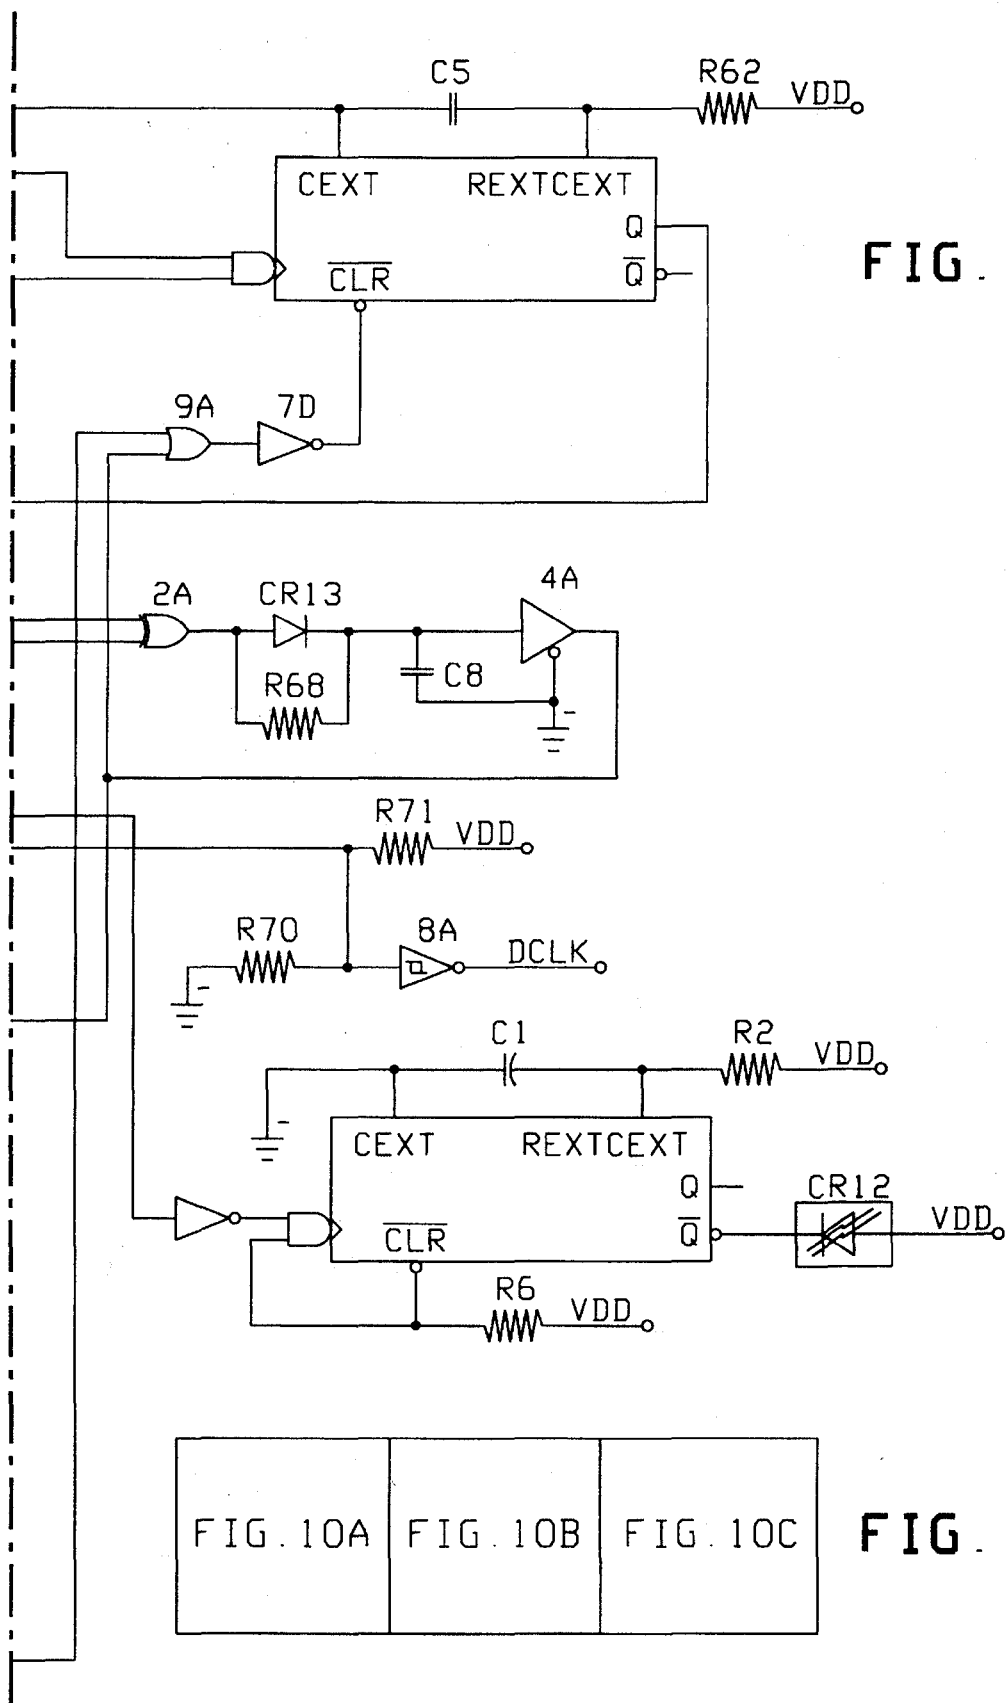 C5
R62
VDD
CEXT REXTCEXT
Q
FIG.
CLR
Q
9A
7D
2A
CR13
4A
R68
C8
R71
VDD
R70
8A
DCLK
C1
R2
VDD
CEXT REXTCEXT
Q
CR12
VDD
CLR
Q
R6
VDD
FIG.10A FIG.10B FIG.10C
FIG.